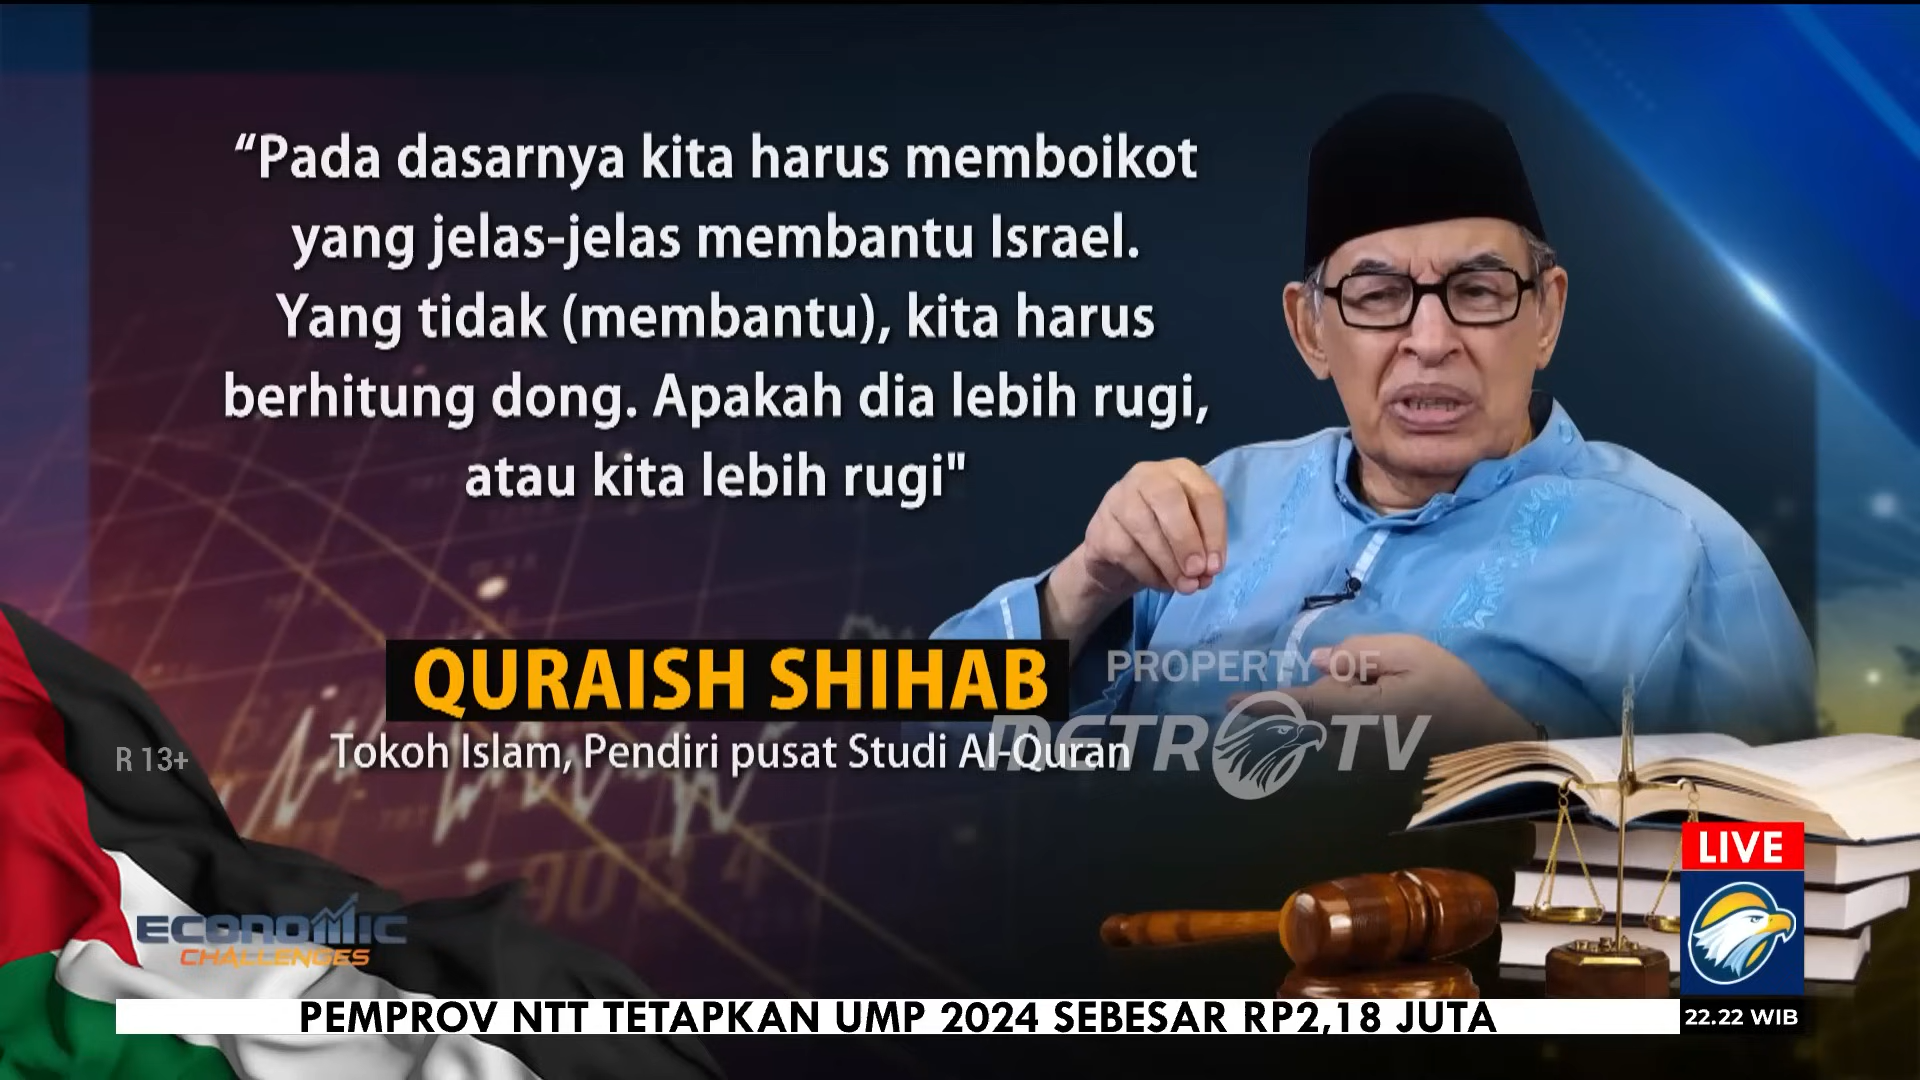 “Pada dasarnya kita harus memboikot
yang jelas-jelas membantu Israel.
Yang tidak (membantu), kita harus
berhitung dong. Apakah dia lebih rugi,
atau kita lebih rugi"
QURAISH SHIHAB
PROPERTY OF
METRO TV
Tokoh Islam, Pendiri pusat Studi Al-Quran
R 13+
LIVE
ECONOMIC
CHALLENGES
PEMPROV NTT TETAPKAN UMP 2024 SEBESAR RP2,18 JUTA
22.22 WIB